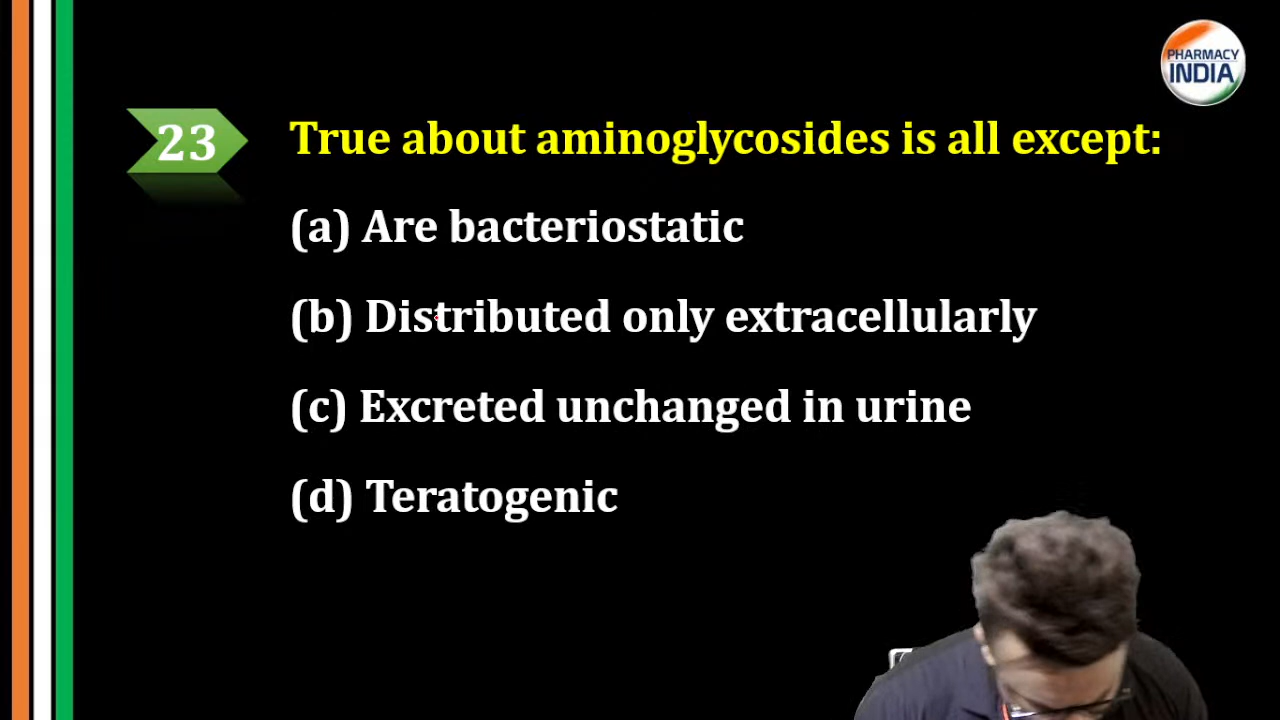 PHARMACY
INDIA
23
True about aminoglycosides is all except:
(a) Are bacteriostatic
(b) Distributed only extracellularly
(c) Excreted unchanged in urine
(d) Teratogenic